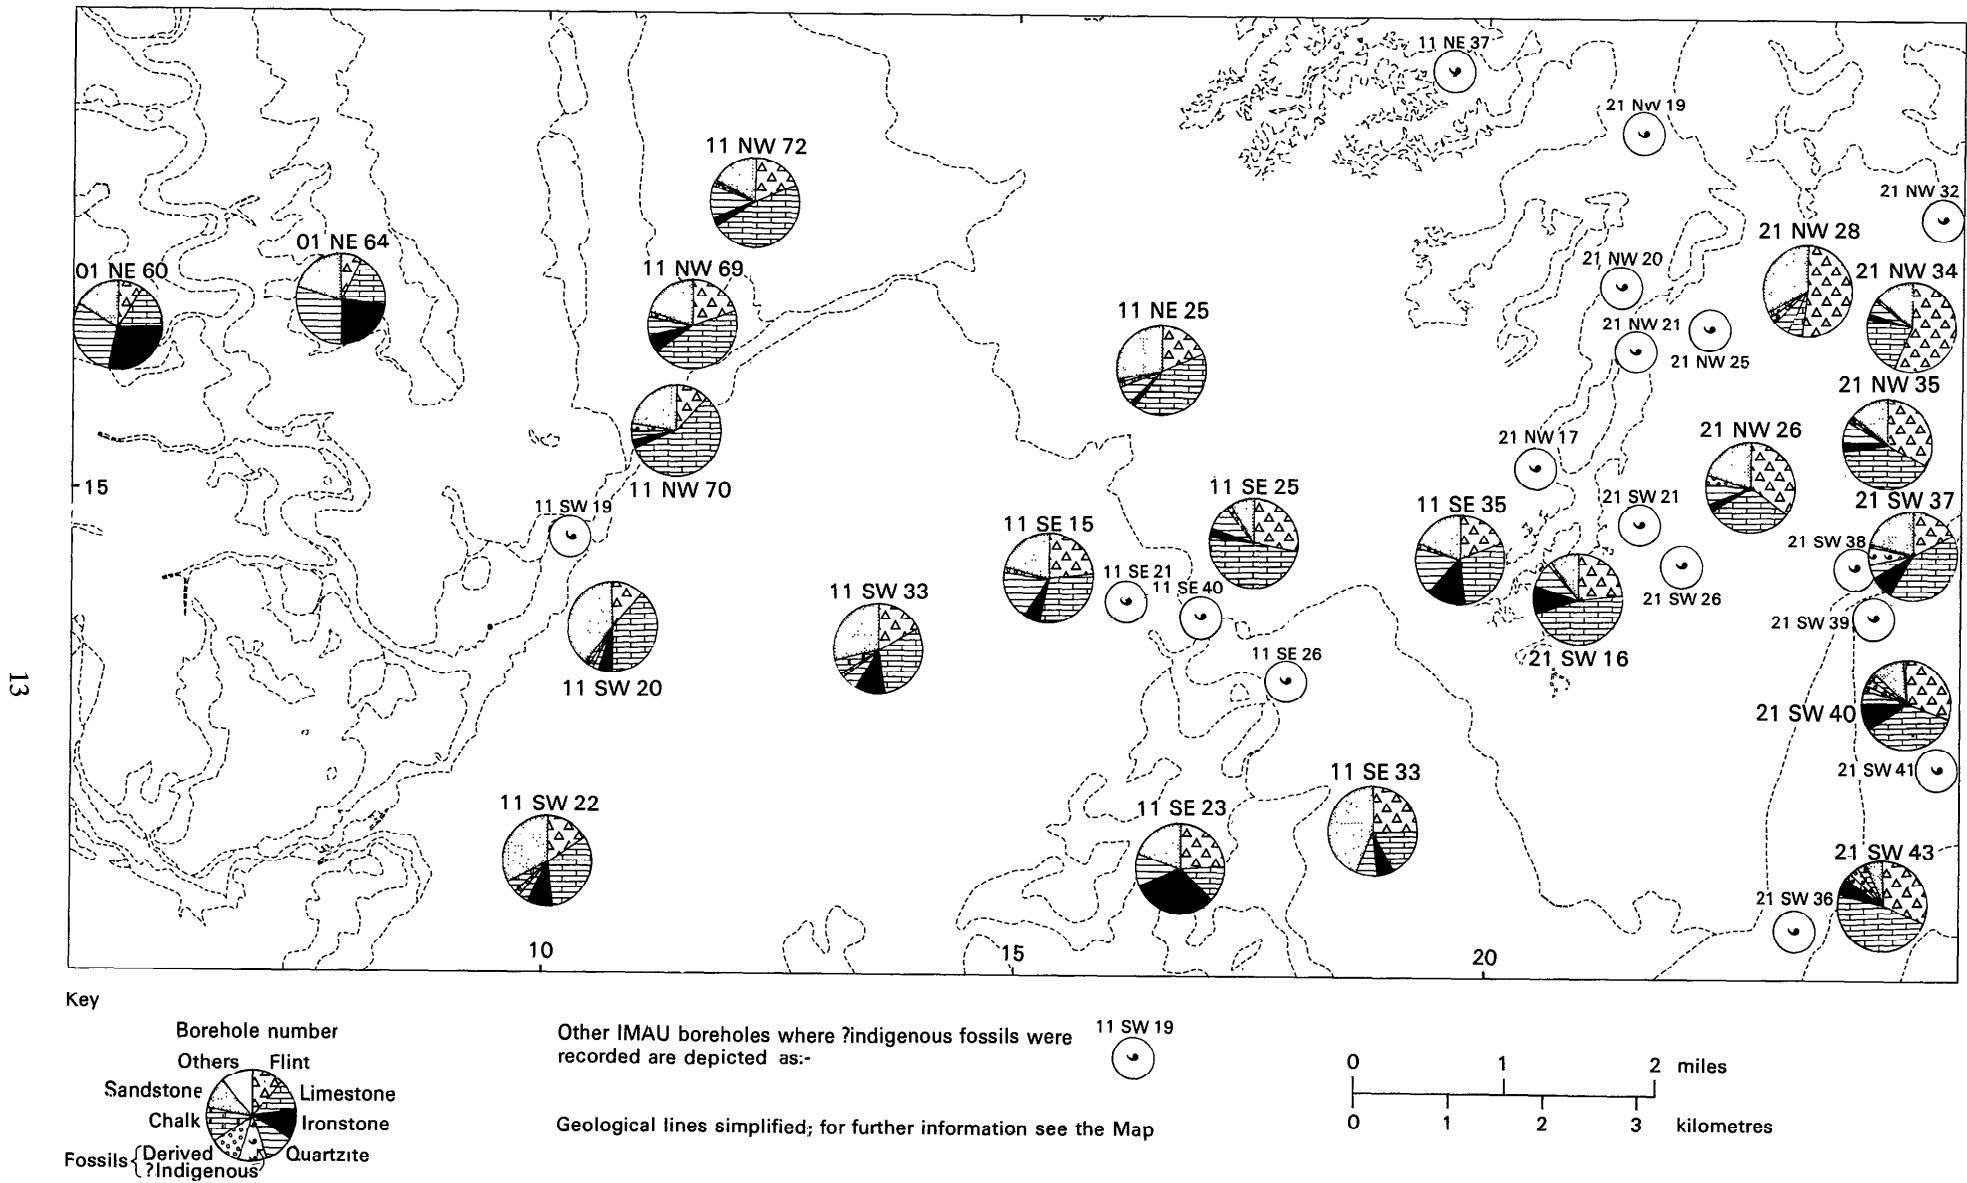 11 NE 37
21 NW 19
11 NW 72
21 NW 32
21 NW 28
01 NE 64
01 NE 60
11 NW 69
21 NW 20
21 NW 34
11 NE 25
21 NW 21
21 NW 25
21 NW 35
21 NW 26
21 NW 17
15
11 NW 70
11 SE 25
21 SW 21
21 SW 37
11 SW 19
11 SE 15
11 SE 35
21 SW 38
11 SE 21
11 SE 40
11 SW 33
21 SW 26
21 SW 39
11 SE 26
21 SW 16
11 SW 20
13
21 SW 40
21 SW 41
11 SE 33
11 SW 22
11 SE 23
21 SW 43
21 SW 36
10
15
20
Key
Borehole number
Others Flint
Sandstone Limestone
Chalk Ironstone
Fossils { Derived Quartzite
?Indigenous
Other IMAU boreholes where ?indigenous fossils were
recorded are depicted as:-
11 SW 19
Geological lines simplified; for further information see the Map
0 1 2 miles
0 1 2 3 kilometres